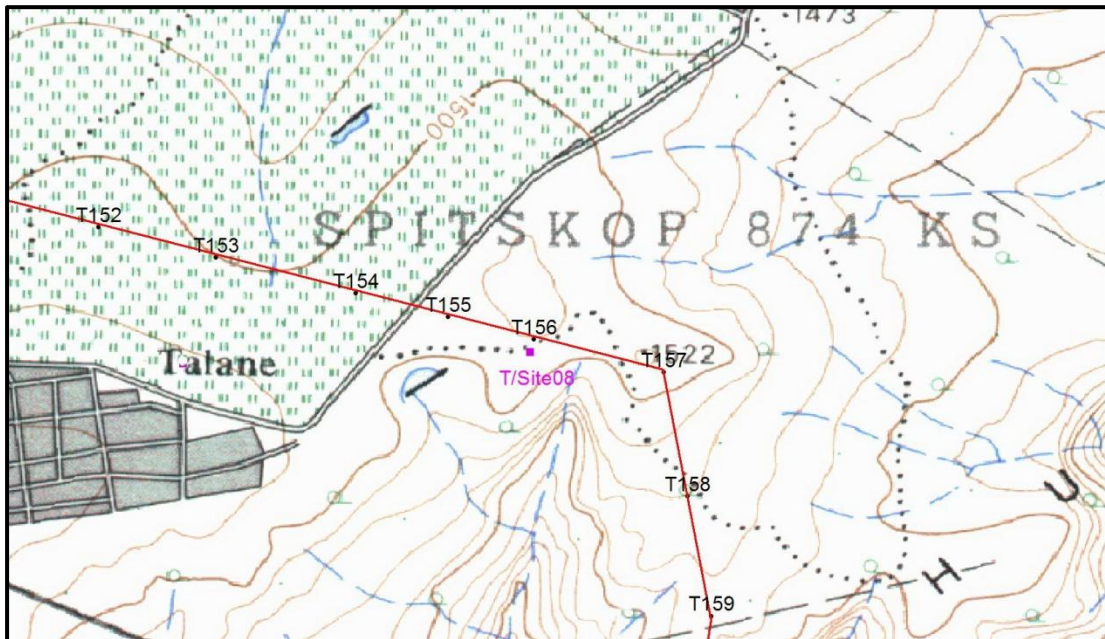 1473
1500
T152
SPITSKOP 874 KS
T153
T154
T155
T156
Talane
T157
1522
T/Site08
T158
U
H
T159